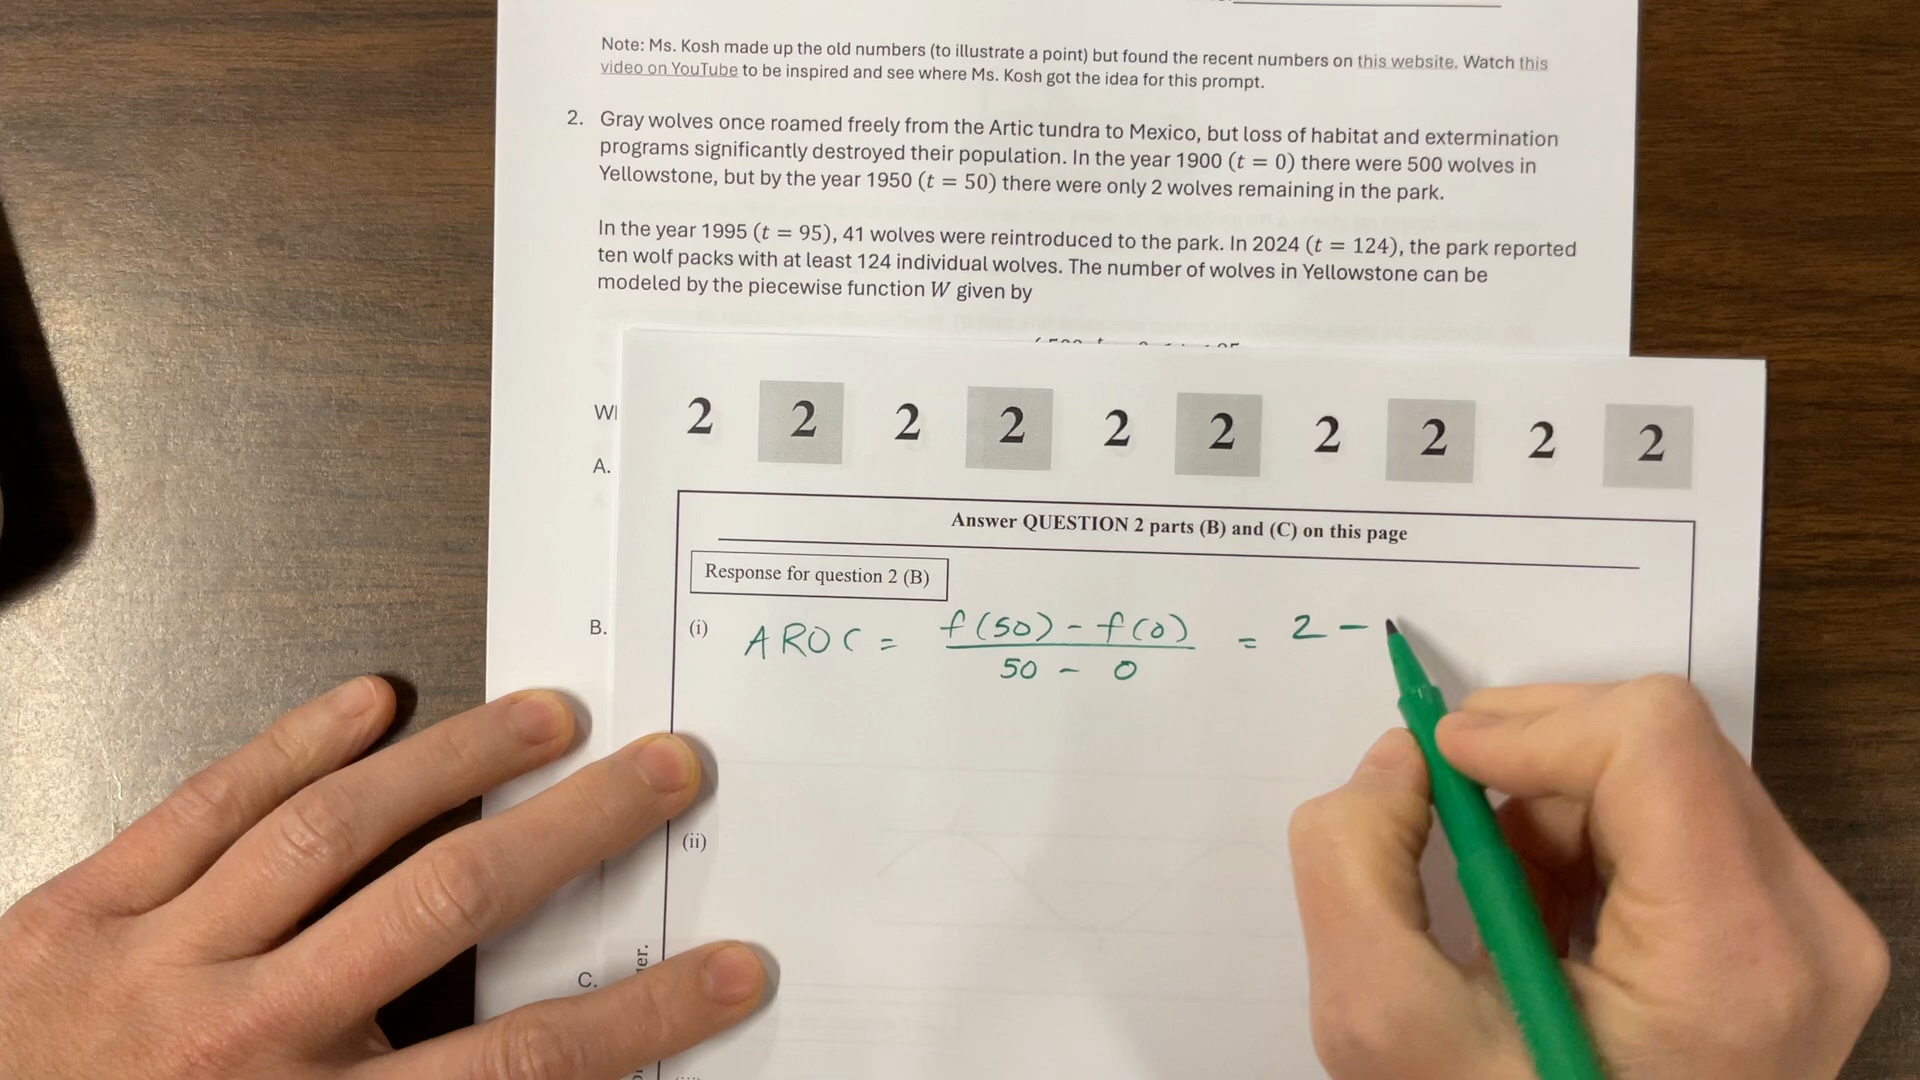 Note: Ms. Kosh made up the old numbers (to illustrate a point) but found the recent numbers on this website. Watch this
video on YouTube to be inspired and see where Ms. Kosh got the idea for this prompt.
2. Gray wolves once roamed freely from the Artic tundra to Mexico, but loss of habitat and extermination
programs significantly destroyed their population. In the year 1900 (t = 0) there were 500 wolves in
Yellowstone, but by the year 1950 (t = 50) there were only 2 wolves remaining in the park.
In the year 1995 (t = 95), 41 wolves were reintroduced to the park. In 2024 (t = 124), the park reported
ten wolf packs with at least 124 individual wolves. The number of wolves in Yellowstone can be
modeled by the piecewise function W given by
2 2 2 2 2 2 2 2 2 2
A.
Answer QUESTION 2 parts (B) and (C) on this page
Response for question 2 (B)
B.
(i) AROC = f(50) - f(0) / 50 - 0 = 2 -
(ii)
C.